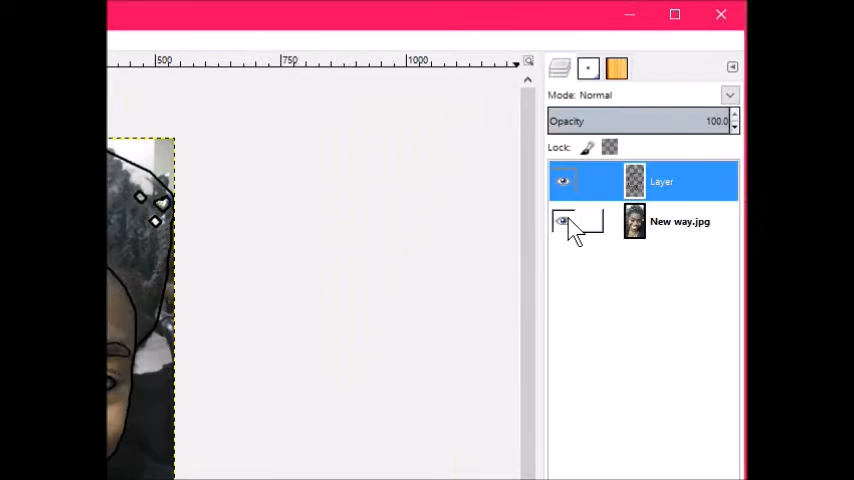 500 750 1000
Mode: Normal
Opacity 100.0
Lock:
Layer
New way.jpg